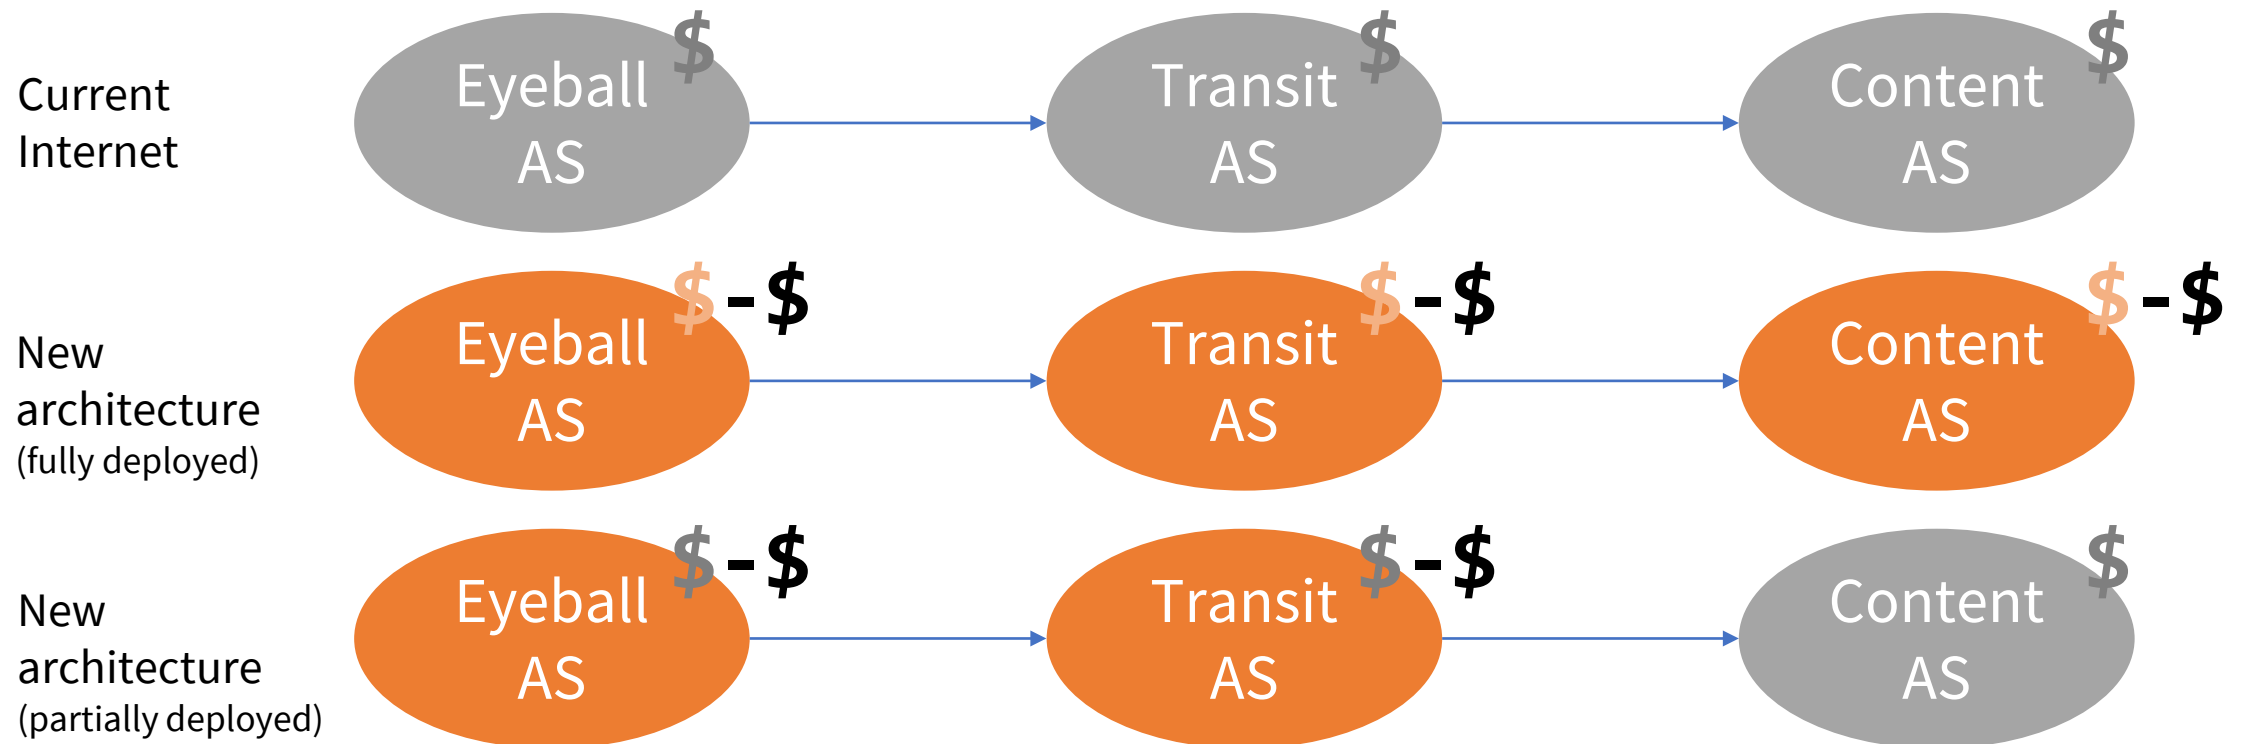 Current
Internet
Eyeball
AS
$
Transit
AS
$
Content
AS
$
New
architecture
(fully deployed)
Eyeball
AS
$-$
Transit
AS
$-$
Content
AS
$-$
New
architecture
(partially deployed)
Eyeball
AS
$-$
Transit
AS
$-$
Content
AS
$